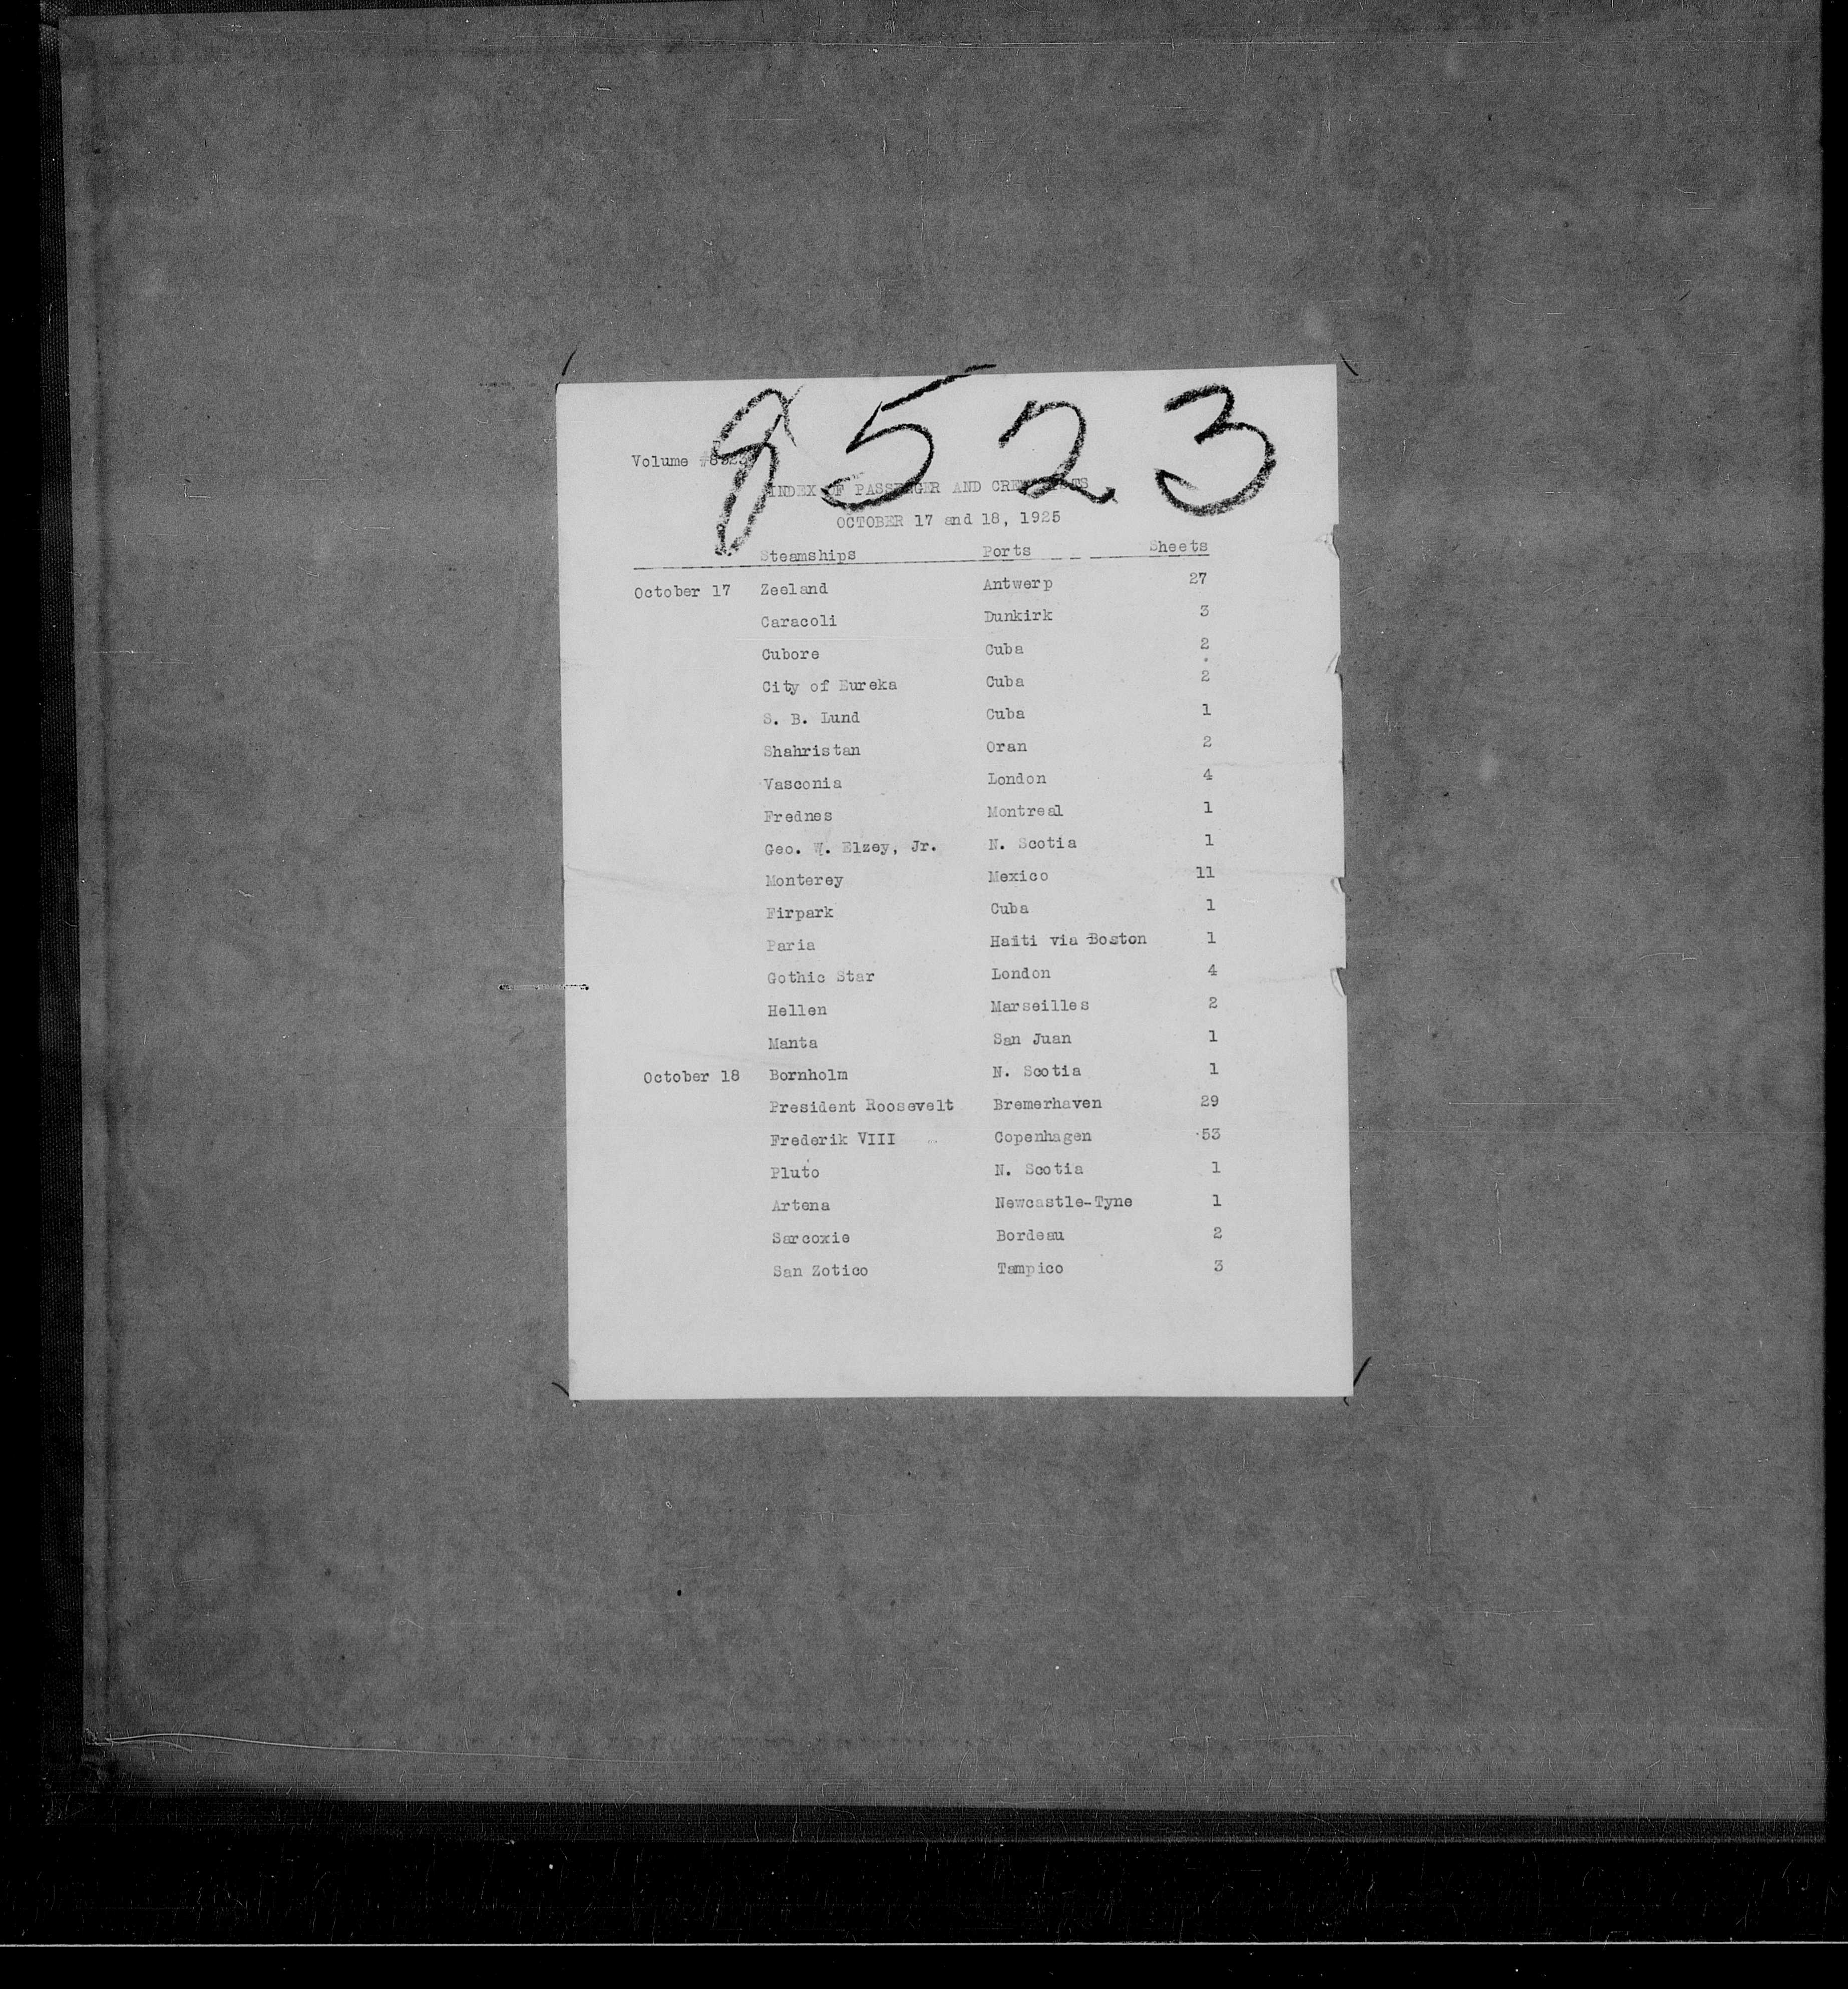 8523
Volume #8523
INDEX OF PASSENGER AND CREW LISTS
OCTOBER 17 and 18, 1925
Steamships Ports Sheets
October 17 Zeeland Antwerp 27
Caracoli Dunkirk 3
Cubore Cuba 2
City of Eureka Cuba 2
S. B. Lund Cuba 1
Shahristan Oran 2
Vasconia London 4
Frednes Montreal 1
Geo. W. Elzey, Jr. N. Scotia 1
Monterey Mexico 11
Firpark Cuba 1
Paria Haiti via Boston 1
Gothic Star London 4
Hellen Marseilles 2
Manta San Juan 1
October 18 Bornholm N. Scotia 1
President Roosevelt Bremerhaven 29
Frederik VIII Copenhagen 53
Pluto N. Scotia 1
Artena Newcastle-Tyne 1
Sarcoxie Bordeau 2
San Zotico Tampico 3